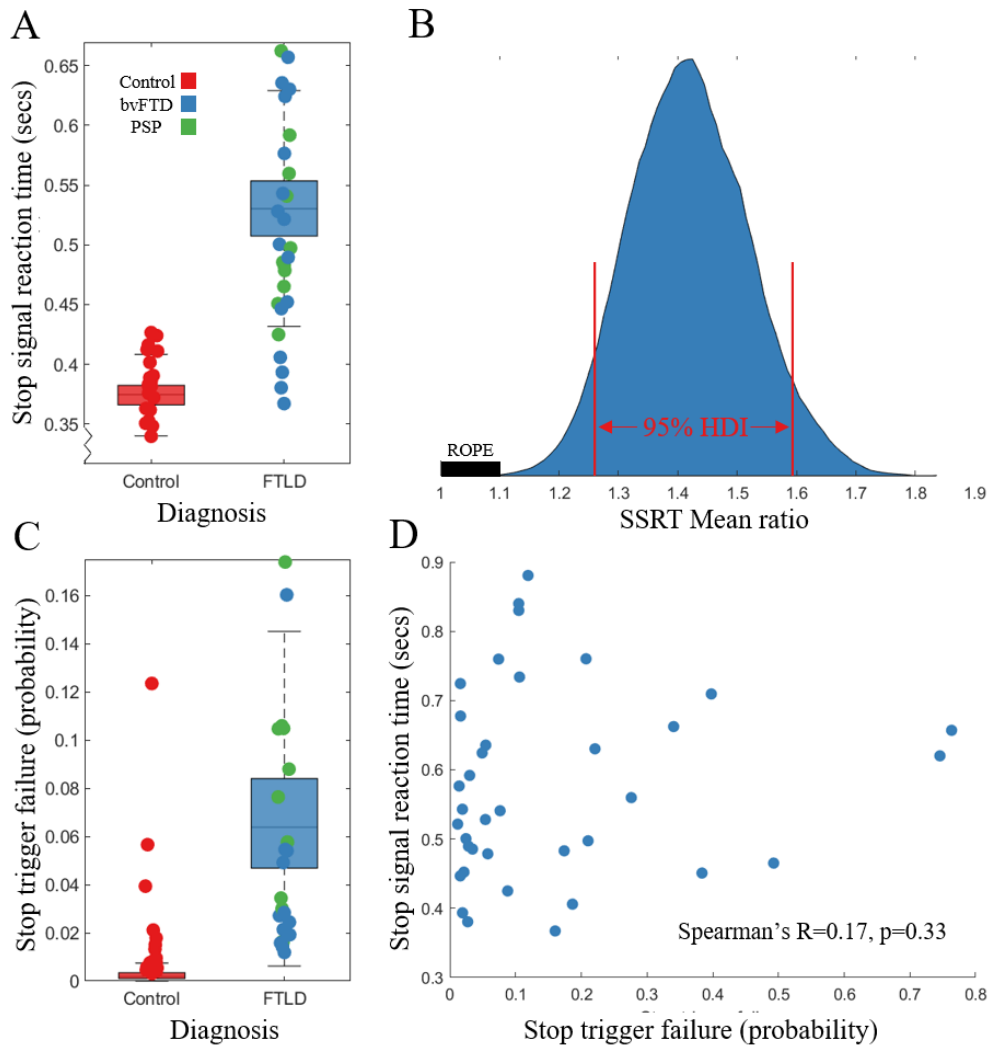 A
Stop signal reaction time (secs)
0.65
0.6
0.55
0.5
0.45
0.4
0.35
Control
bvFTD
PSP
Control
FTLD
Diagnosis
B
ROPE
95% HDI
1
1.1
1.2
1.3
1.4
1.5
1.6
1.7
1.8
1.9
SSRT Mean ratio
C
Stop trigger failure (probability)
0.16
0.14
0.12
0.1
0.08
0.06
0.04
0.02
0
Control
FTLD
Diagnosis
D
Stop signal reaction time (secs)
0.9
0.8
0.7
0.6
0.5
0.4
0.3
Spearman’s R=0.17, p=0.33
0
0.1
0.2
0.3
0.4
0.5
0.6
0.7
0.8
Stop trigger failure (probability)